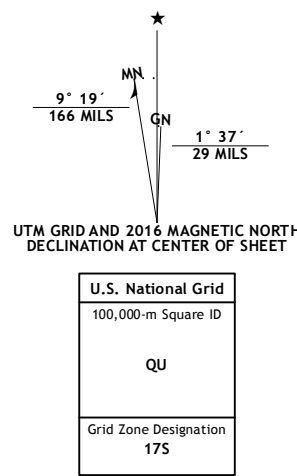 ★
MN
9° 19´
166 MILS
GN
1° 37´
29 MILS
UTM GRID AND 2016 MAGNETIC NORTH
DECLINATION AT CENTER OF SHEET
U.S. National Grid
100,000-m Square ID
QU
Grid Zone Designation
17S